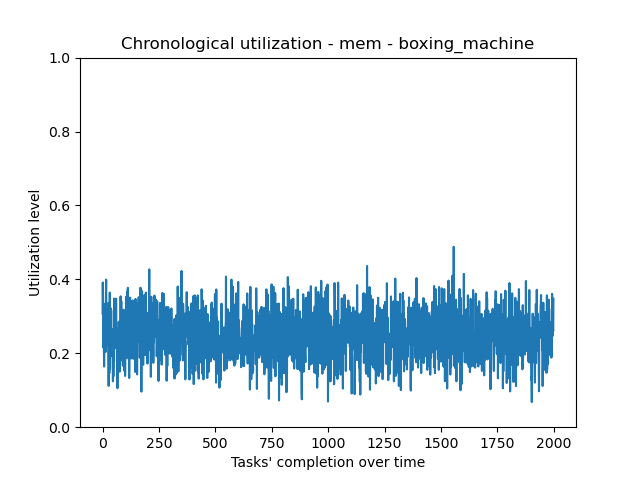 Chronological utilization - mem - boxing_machine
1.0
0.8
0.6
0.4
0.2
0.0
Utilization level
0 250 500 750 1000 1250 1500 1750 2000
Tasks' completion over time